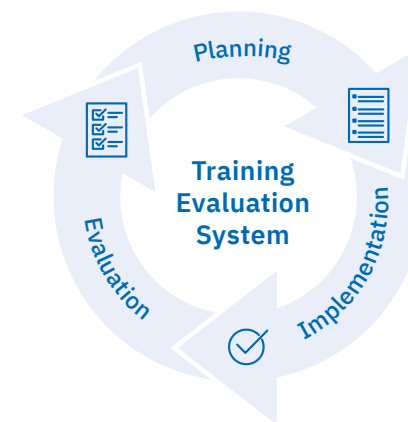 Planning
Training
Evaluation
System
Implementation
Evaluation